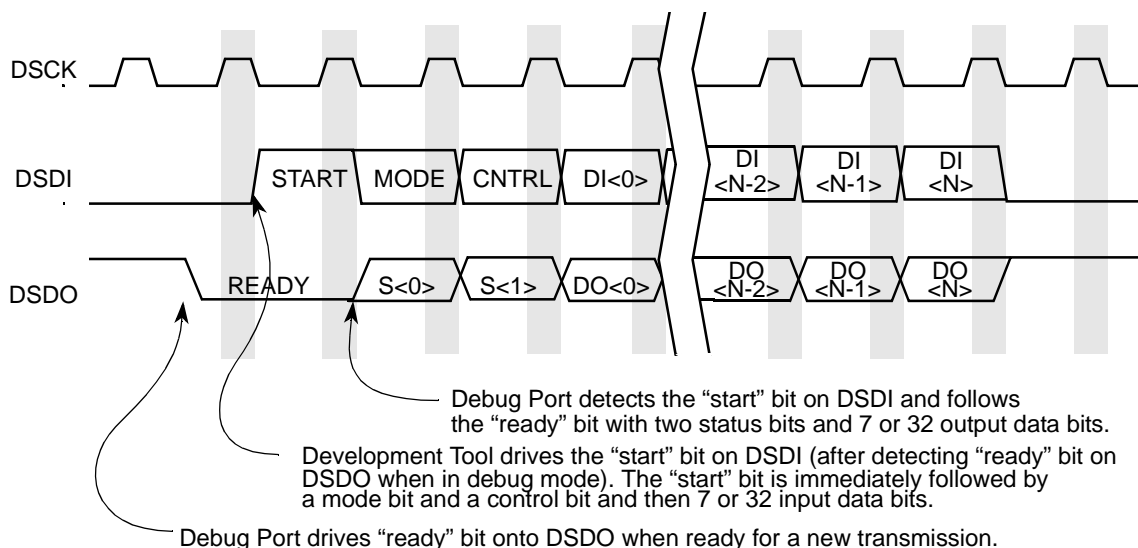 DSCK
DSDI
START MODE CNTRL DI<0> DI <N-2> DI <N-1> DI <N>
DSDO
READY S<0> S<1> DO<0> DO <N-2> DO <N-1> DO <N>
Debug Port detects the “start” bit on DSDI and follows
the “ready” bit with two status bits and 7 or 32 output data bits.
Development Tool drives the “start” bit on DSDI (after detecting “ready” bit on
DSDO when in debug mode). The “start” bit is immediately followed by
a mode bit and a control bit and then 7 or 32 input data bits.
Debug Port drives “ready” bit onto DSDO when ready for a new transmission.